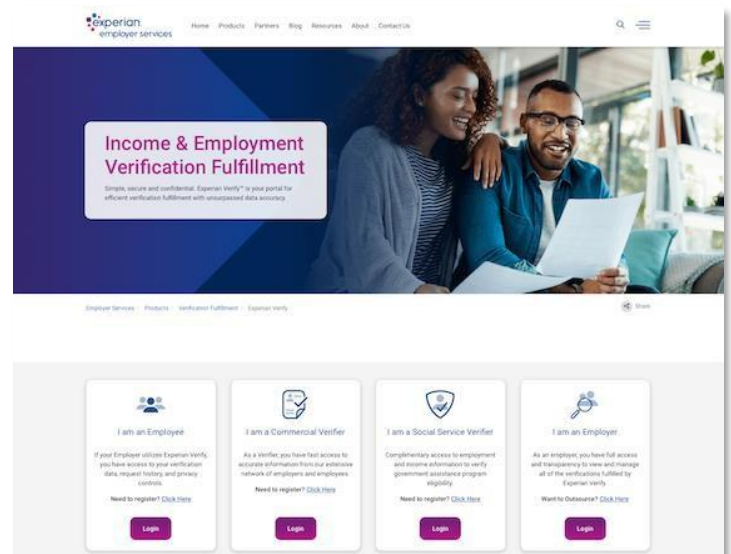 experian.
employer services
Home Products Partners Blog Resources About Contact Us
Income & Employment
Verification Fulfillment
Simple, secure and confidential. Experian Verify™ is your portal for
efficient verification fulfillment with unsurpassed data accuracy.
Employer Services Products Verification Fulfillment Experian Verify
Share
I am an Employee
If your Employer utilizes Experian Verify,
you have access to your verification
data, request history, and privacy
controls.
Need to register? Click Here
Login
I am a Commercial Verifier
As a Verifier, you have fast access to
accurate information from our extensive
network of employers and employees.
Need to register? Click Here
Login
I am a Social Service Verifier
Complimentary access to employment
and income information to verify
government assistance program
eligibility.
Need to register? Click Here
Login
I am an Employer
As an employer, you have full access
and transparency to view and manage
all of the verifications fulfilled by
Experian Verify.
Want to Outsource? Click Here
Login